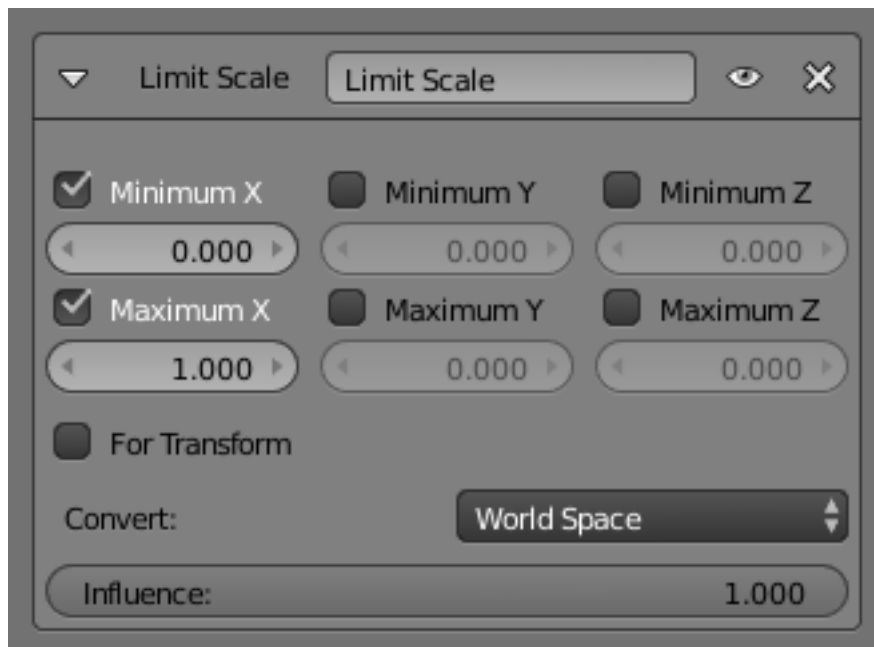 Limit Scale Limit Scale
Minimum X Minimum Y Minimum Z
0.000 0.000 0.000
Maximum X Maximum Y Maximum Z
1.000 0.000 0.000
For Transform
Convert: World Space
Influence: 1.000